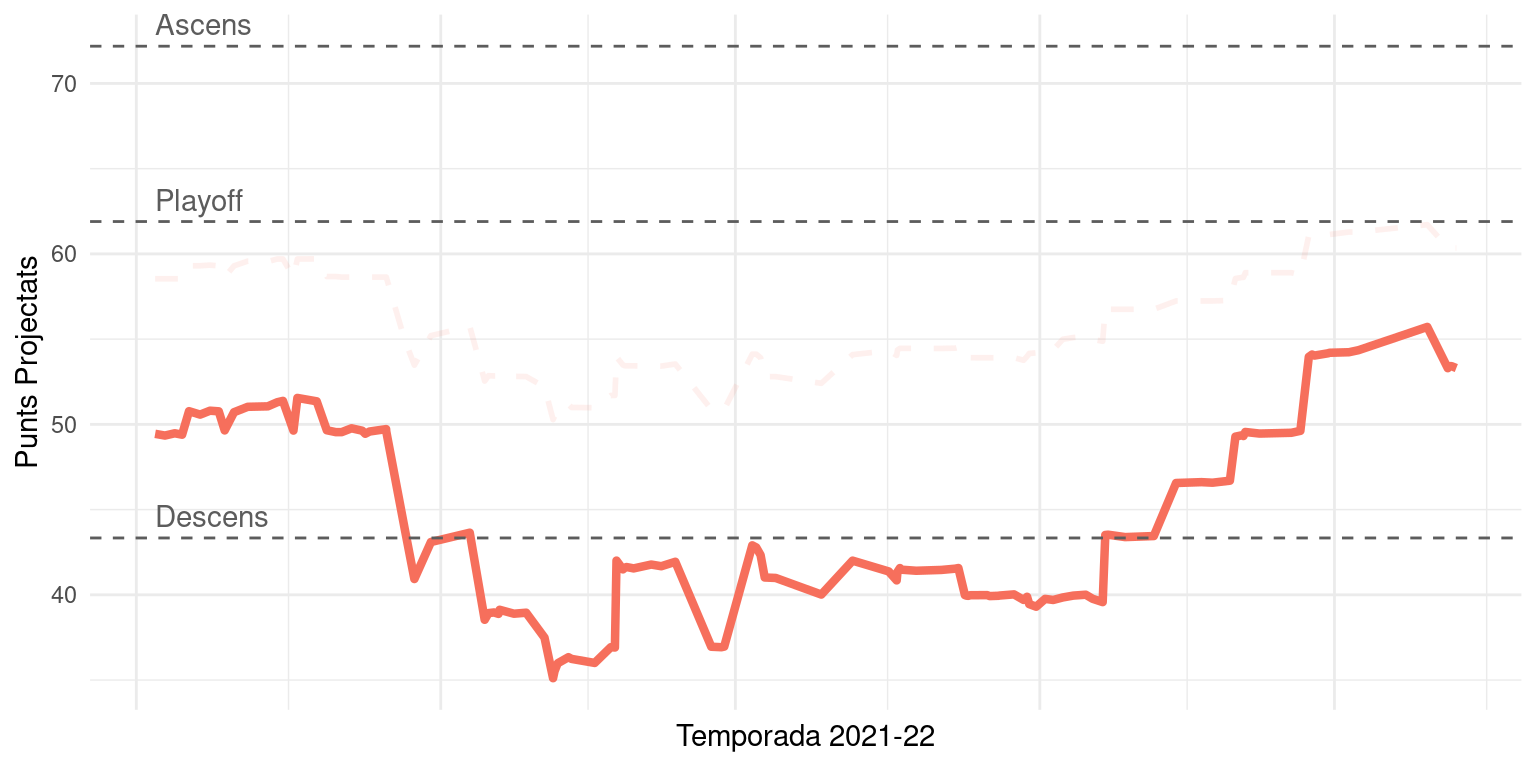 Ascens
70
Playoff
60
Punts Projectats
50
Descens
40
Temporada 2021-22